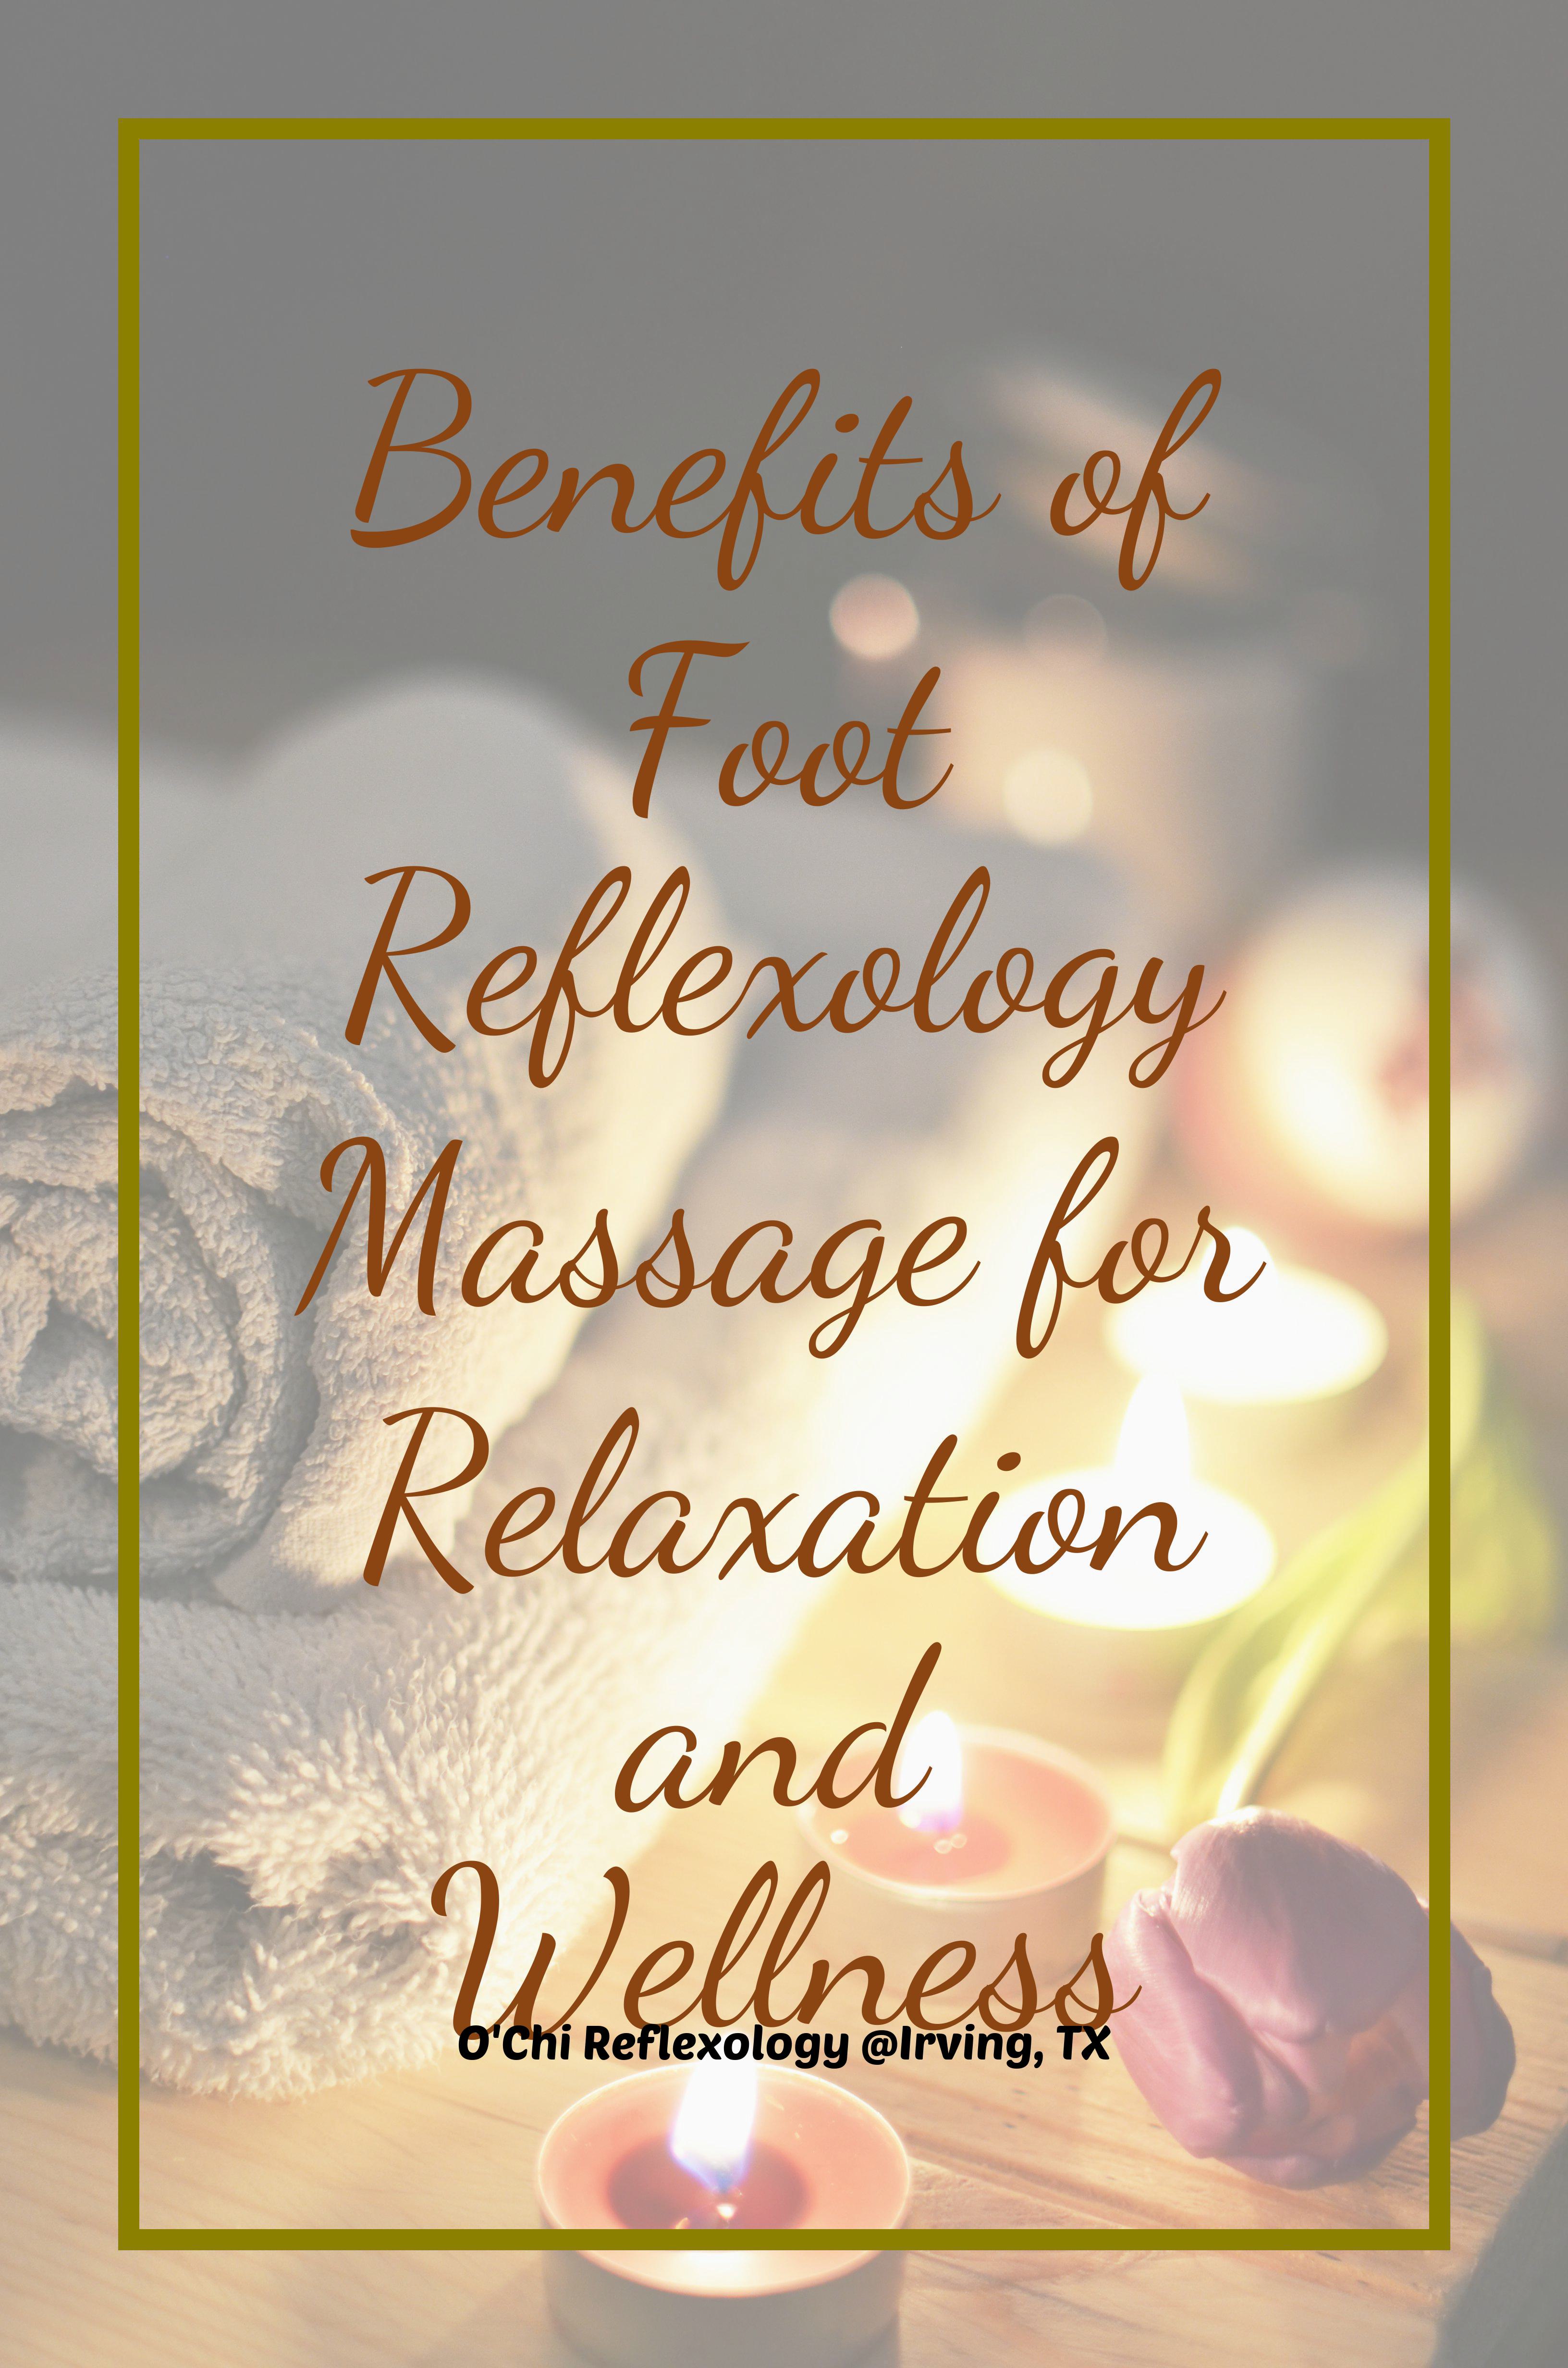 Benefits of
Foot
Reflexology
Massage for
Relaxation
and
Wellness
O'Chi Reflexology @Irving, TX